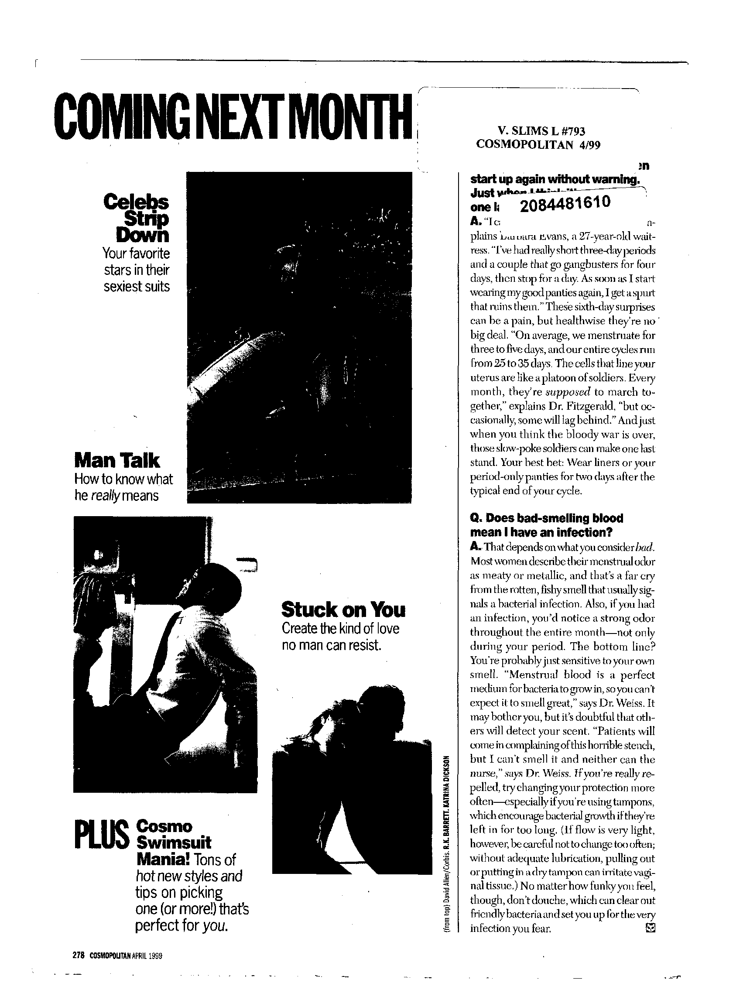 COMING NEXT MONTH
Celebs
Strip
Down
Your favorite
stars in their
sexiest suits
Man Talk
How to know what
he really means
Stuck on You
Create the kind of love
no man can resist.
PLUS Cosmo
Swimsuit
Mania! Tons of
hot new styles and
tips on picking
one (or more!) that's
perfect for you.
(from top) David Allen/Corbis. R.K. BARRETT. KATRINA DICKSON
278 COSMOPOLITAN APRIL 1999
V. SLIMS L #793
COSMOPOLITAN 4/99
start up again without warning.
Just when I
one
2084481610
A. "I
plains Barbara Evans, a 27-year-old wait-
ress. "I've had really short three-day periods
and a couple that go gangbusters for four
days, then stop for a day. As soon as I start
wearing my good panties again, I get a spurt
that ruins them." These sixth-day surprises
can be a pain, but healthwise they're no
big deal. "On average, we menstruate for
three to five days, and our entire cycles run
from 25 to 35 days. The cells that line your
uterus are like a platoon of soldiers. Every
month, they're supposed to march to-
gether," explains Dr. Fitzgerald, "but oc-
casionally, some will lag behind." And just
when you think the bloody war is over,
those slow-poke soldiers can make one last
stand. Your best bet: Wear liners or your
period-only panties for two days after the
typical end of your cycle.
Q. Does bad-smelling blood
mean I have an infection?
A. That depends on what you consider bad.
Most women describe their menstrual odor
as meaty or metallic, and that's a far cry
from the rotten, fishy smell that usually sig-
nals a bacterial infection. Also, if you had
an infection, you'd notice a strong odor
throughout the entire month—not only
during your period. The bottom line?
You're probably just sensitive to your own
smell. "Menstrual blood is a perfect
medium for bacteria to grow in, so you can't
expect it to smell great," says Dr. Weiss. It
may bother you, but it's doubtful that oth-
ers will detect your scent. "Patients will
come in complaining of this horrible stench,
but I can't smell it and neither can the
nurse," says Dr. Weiss. If you're really re-
pelled, try changing your protection more
often—especially if you're using tampons,
which encourage bacterial growth if they're
left in for too long. (If flow is very light,
however, be careful not to change too often;
without adequate lubrication, pulling out
or putting in a dry tampon can irritate vagi-
nal tissue.) No matter how funky you feel,
though, don't douche, which can clear out
friendly bacteria and set you up for the very
infection you fear.